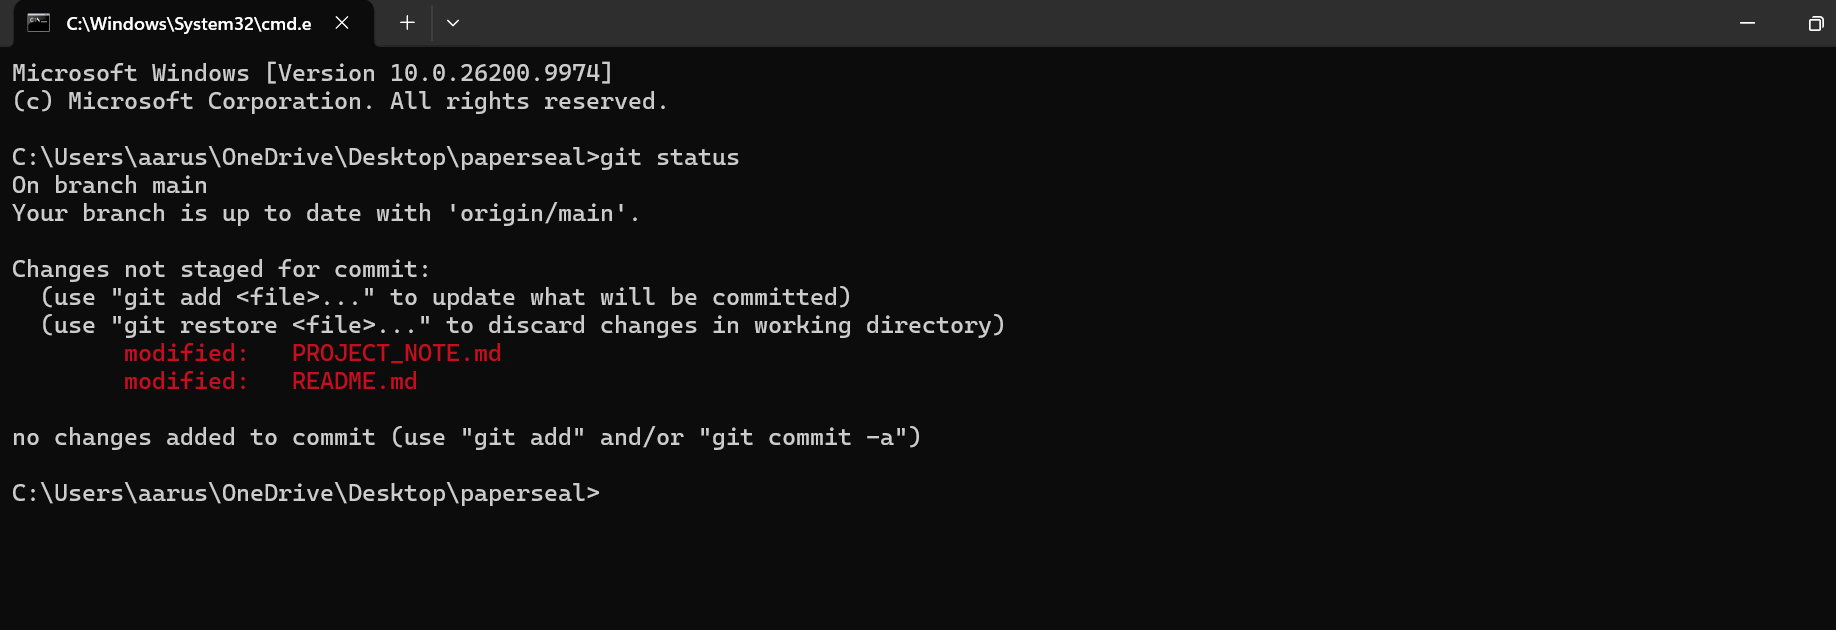 C:\Windows\System32\cmd.e
Microsoft Windows [Version 10.0.26200.9974]
(c) Microsoft Corporation. All rights reserved.
C:\Users\aarus\OneDrive\Desktop\paperseal>git status
On branch main
Your branch is up to date with 'origin/main'.
Changes not staged for commit:
  (use "git add <file>..." to update what will be committed)
  (use "git restore <file>..." to discard changes in working directory)
        modified:   PROJECT_NOTE.md
        modified:   README.md
no changes added to commit (use "git add" and/or "git commit -a")
C:\Users\aarus\OneDrive\Desktop\paperseal>